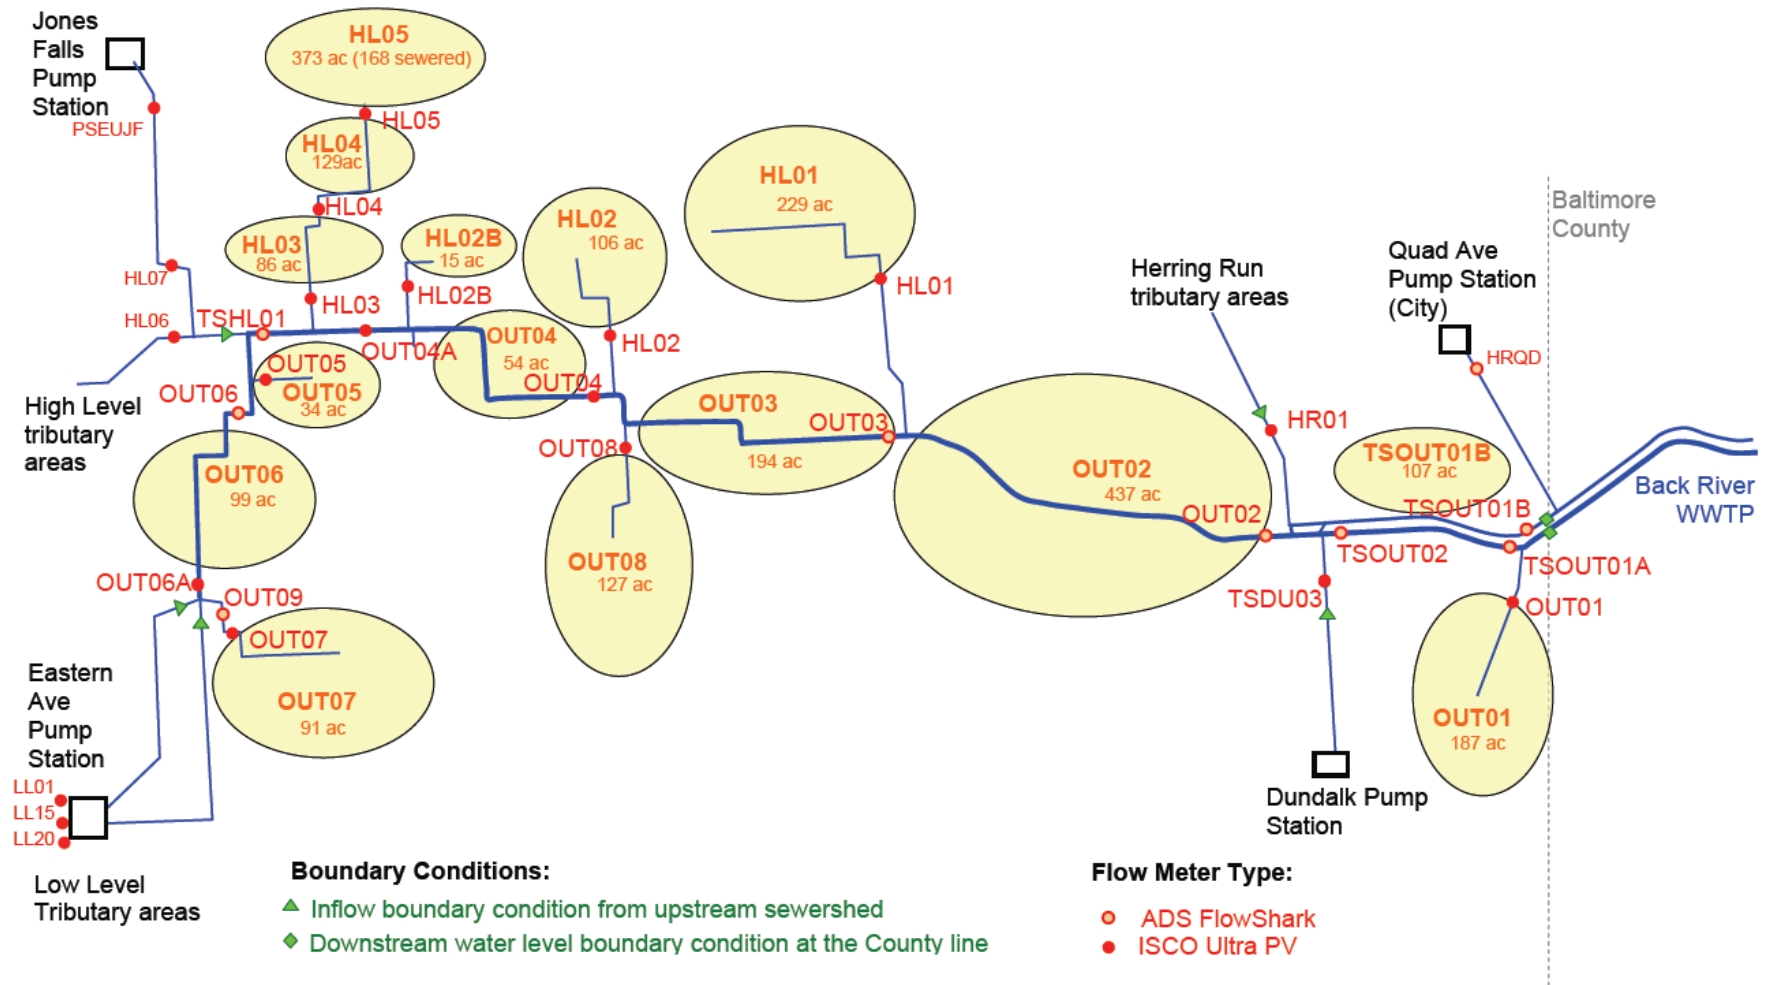 Jones
Falls
Pump
Station
PSEUJF
HL05
373 ac (168 sewered)
HL05
HL04
129ac
HL04
HL03
86 ac
HL03
HL02B
15 ac
HL02B
HL02
106 ac
HL02
HL01
229 ac
HL01
HL07
HL06
TSHL01
OUT04A
OUT04
54 ac
OUT04
OUT05
OUT05
34 ac
OUT06
High Level
tributary
areas
OUT06
99 ac
OUT06A
OUT09
OUT07
OUT07
91 ac
Eastern
Ave
Pump
Station
LL01
LL15
LL20
Low Level
Tributary areas
OUT08
OUT08
127 ac
OUT03
OUT03
194 ac
OUT02
437 ac
OUT02
Herring Run
tributary areas
HR01
Quad Ave
Pump Station
(City)
HRQD
Baltimore
County
TSOUT01B
107 ac
TSOUT01B
TSOUT02
TSOUT01A
Back River
WWTP
TSDU03
OUT01
OUT01
187 ac
Dundalk Pump
Station
Boundary Conditions:
Inflow boundary condition from upstream sewershed
Downstream water level boundary condition at the County line
Flow Meter Type:
ADS FlowShark
ISCO Ultra PV